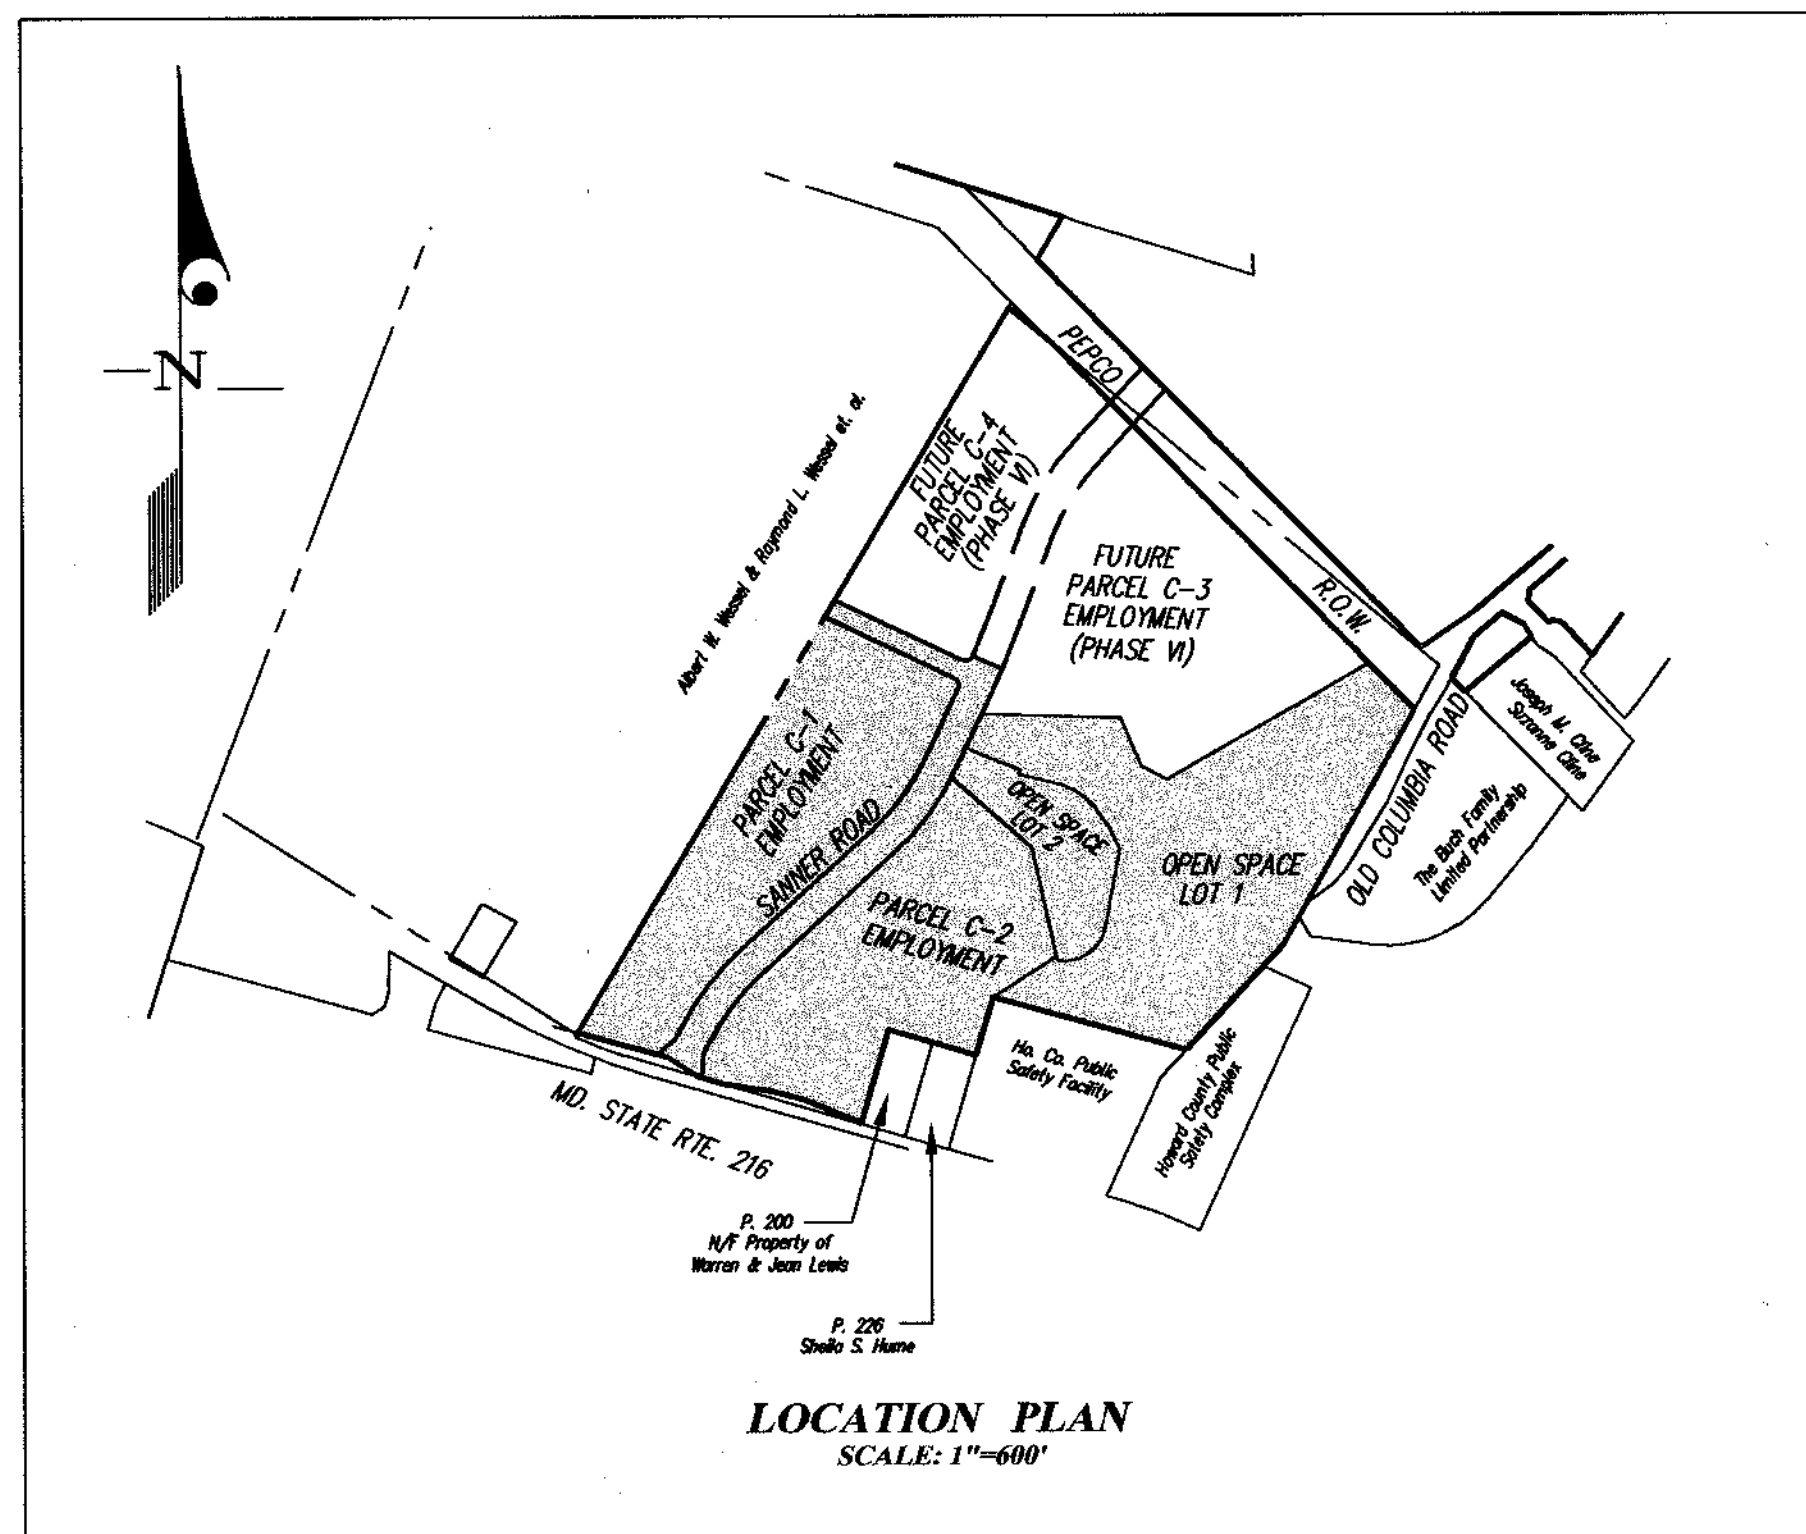 N
PEPCO
R.O.W.
FUTURE
PARCEL C-4
EMPLOYMENT
(PHASE VI)
Albert W. Wessel & Raymond L. Wessel et. al.
FUTURE
PARCEL C-3
EMPLOYMENT
(PHASE VI)
Joseph M. Cline
Suzanne Cline
OLD COLUMBIA ROAD
The Buch Family
Limited Partnership
PARCEL C-1
EMPLOYMENT
SANNER ROAD
OPEN SPACE
LOT 2
OPEN SPACE
LOT 1
PARCEL C-2
EMPLOYMENT
Ho. Co. Public
Safety Facility
Howard County Public
Safety Complex
MD. STATE RTE. 216
P. 200
N/F Property of
Warren & Jean Lewis
P. 226
Sheila S. Hume
LOCATION PLAN
SCALE: 1"=600'